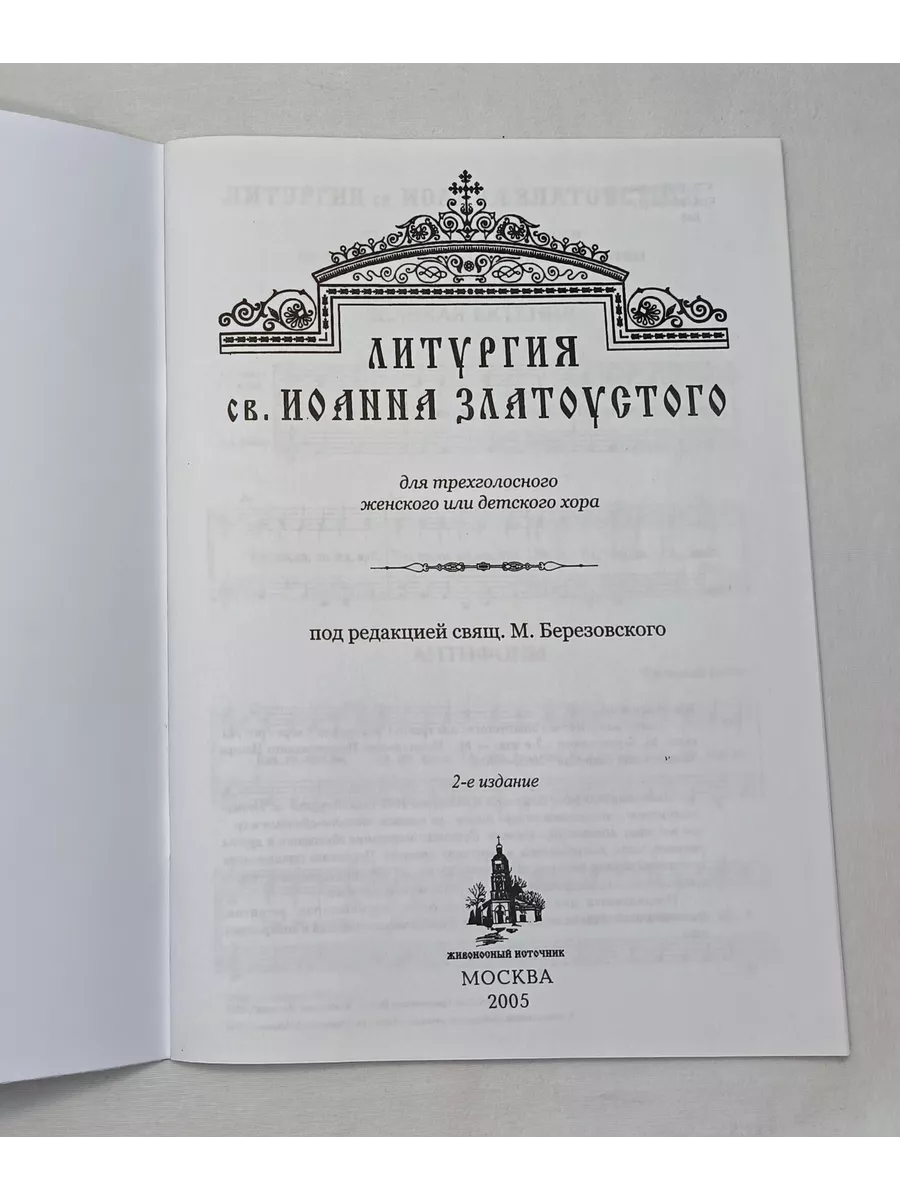 ЛИТУРГИЯ
св. ИОАННА ЗЛАТОУСТОГО
для трехголосного
женского или детского хора
под редакцией свящ. М. Березовского
2-е издание
ЖИВОНОСНЫЙ ИСТОЧНИК
МОСКВА
2005